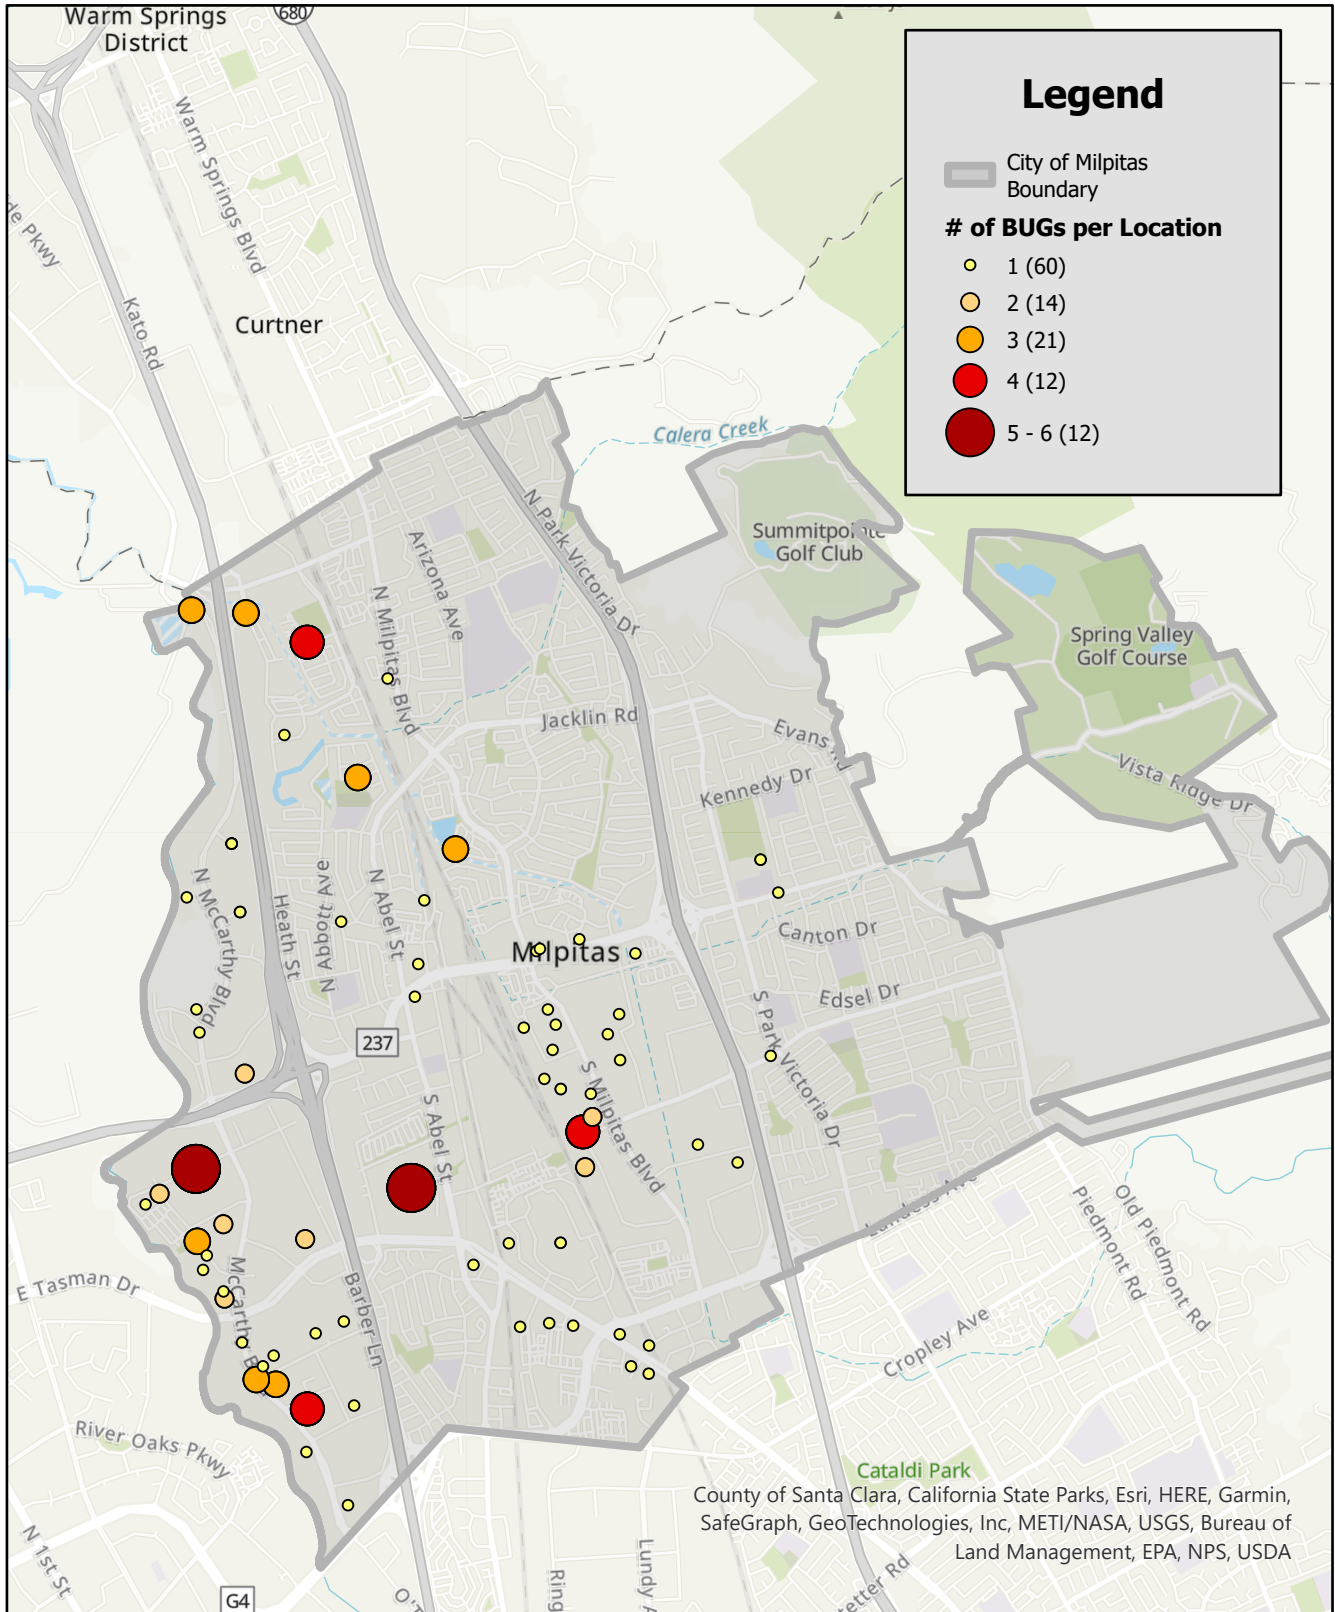 Warm Springs
District
680
Legend
City of Milpitas
Boundary
# of BUGs per Location
1 (60)
2 (14)
3 (21)
4 (12)
5 - 6 (12)
Warm Springs Blvd
Kato Rd
Curtner
Calera Creek
Summitpointe
Golf Club
N Park Victoria Dr
Arizona Ave
N Milpitas Blvd
Spring Valley
Golf Course
Jacklin Rd
Evans Rd
Kennedy Dr
Vista Ridge Dr
N McCarthy Blvd
Heath St
N Abbott Ave
N Abel St
Milpitas
Canton Dr
Edsel Dr
237
S Park Victoria Dr
S Milpitas Blvd
S Abel St
Landess Ave
Piedmont Rd
Old Piedmont Rd
E Tasman Dr
McCarthy Blvd
Barber Ln
Cropley Ave
River Oaks Pkwy
Cataldi Park
County of Santa Clara, California State Parks, Esri, HERE, Garmin,
SafeGraph, GeoTechnologies, Inc, METI/NASA, USGS, Bureau of
Land Management, EPA, NPS, USDA
N 1st St
G4
Ring
Lundy A
tetter Rd